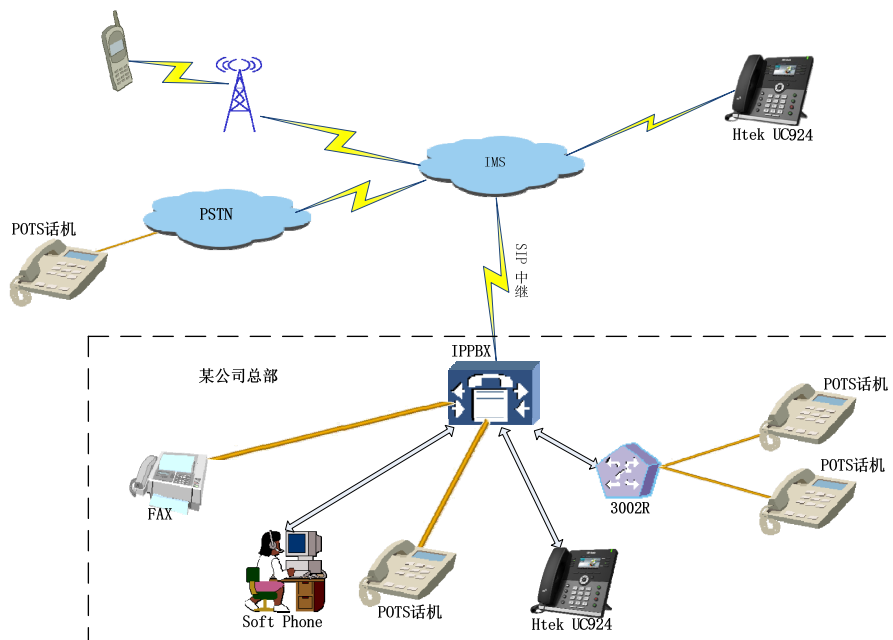 Htek UC924
IMS
PSTN
POTS话机
SIP 中继
IPPBX
某公司总部
POTS话机
POTS话机
3002R
FAX
Soft Phone
POTS话机
Htek UC924